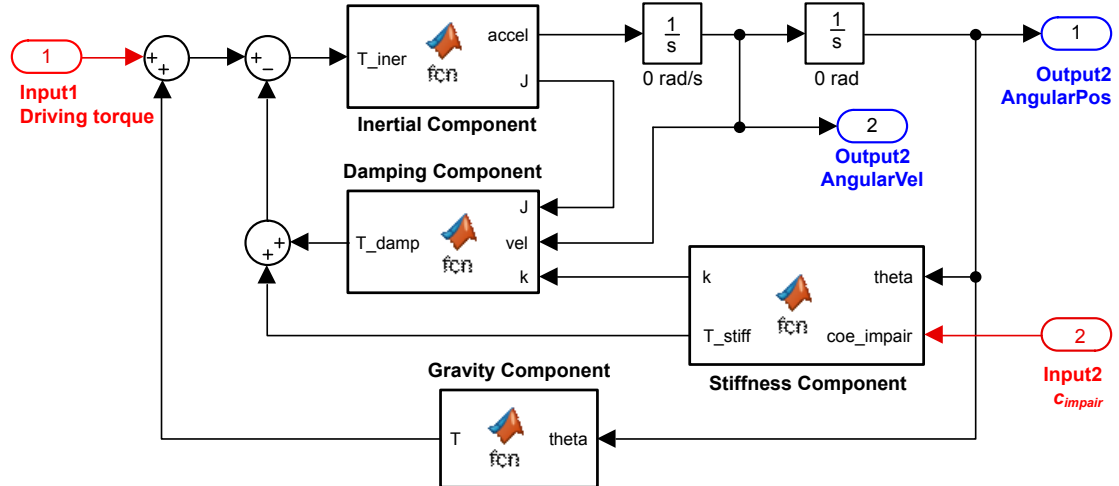 1
Input1
Driving torque
+
+
+
−
T_iner
fcn
accel
J
Inertial Component
1
s
0 rad/s
1
s
0 rad
1
Output2
AngularPos
2
Output2
AngularVel
Damping Component
T_damp
fcn
J
vel
k
+
+
k
T_stiff
fcn
theta
coe_impair
Stiffness Component
2
Input2
c_impair
Gravity Component
T
fcn
theta